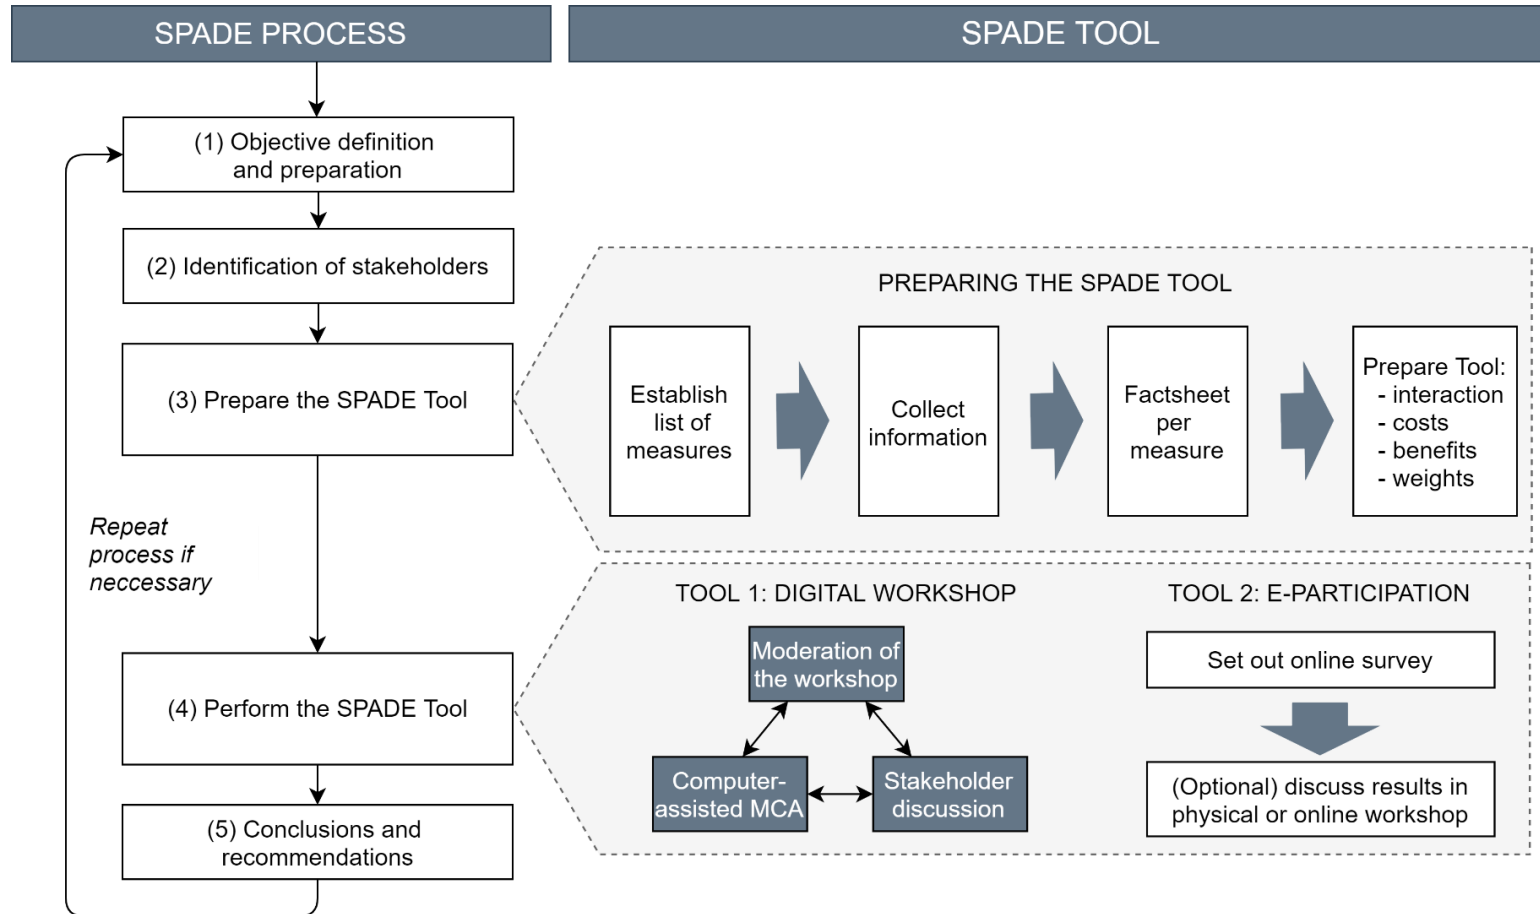 SPADE PROCESS
SPADE TOOL
(1) Objective definition
and preparation
(2) Identification of stakeholders
(3) Prepare the SPADE Tool
Repeat
process if
neccessary
(4) Perform the SPADE Tool
(5) Conclusions and
recommendations
PREPARING THE SPADE TOOL
Establish
list of
measures
Collect
information
Factsheet
per
measure
Prepare Tool:
- interaction
- costs
- benefits
- weights
TOOL 1: DIGITAL WORKSHOP
Moderation of
the workshop
Computer-
assisted MCA
Stakeholder
discussion
TOOL 2: E-PARTICIPATION
Set out online survey
(Optional) discuss results in
physical or online workshop